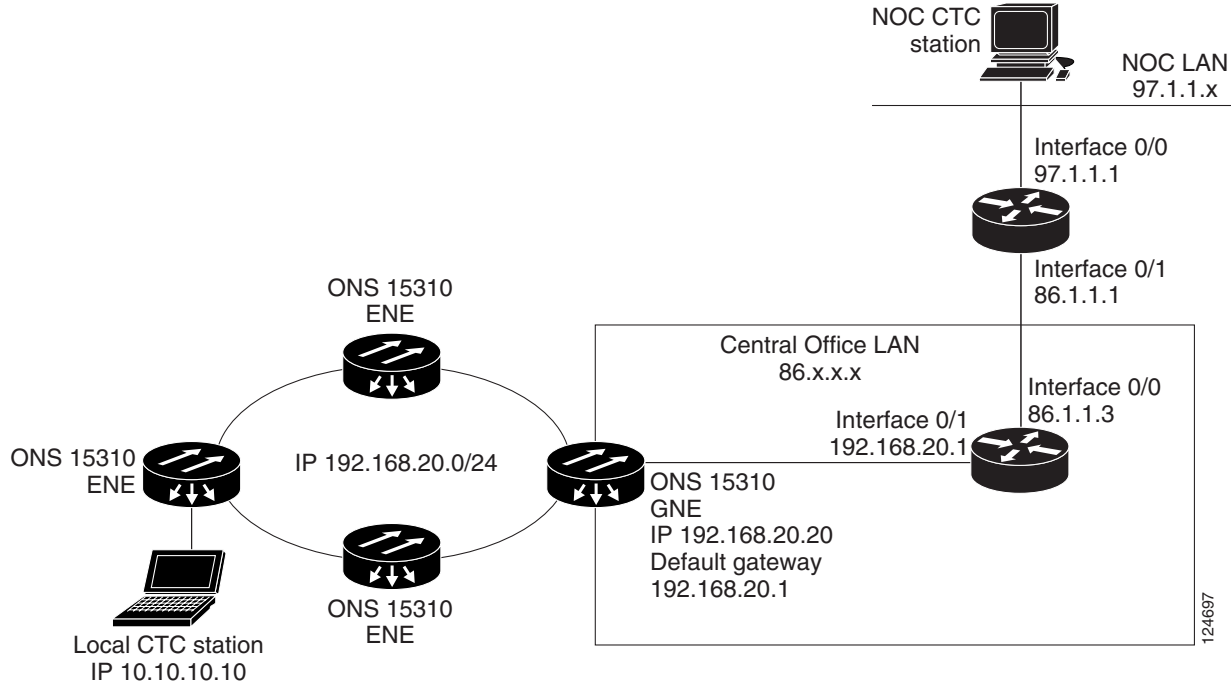 NOC CTC
station
NOC LAN
97.1.1.x
Interface 0/0
97.1.1.1
Interface 0/1
86.1.1.1
ONS 15310
ENE
Central Office LAN
86.x.x.x
Interface 0/0
86.1.1.3
Interface 0/1
192.168.20.1
ONS 15310
ENE
IP 192.168.20.0/24
ONS 15310
GNE
IP 192.168.20.20
Default gateway
192.168.20.1
ONS 15310
ENE
Local CTC station
IP 10.10.10.10
124697